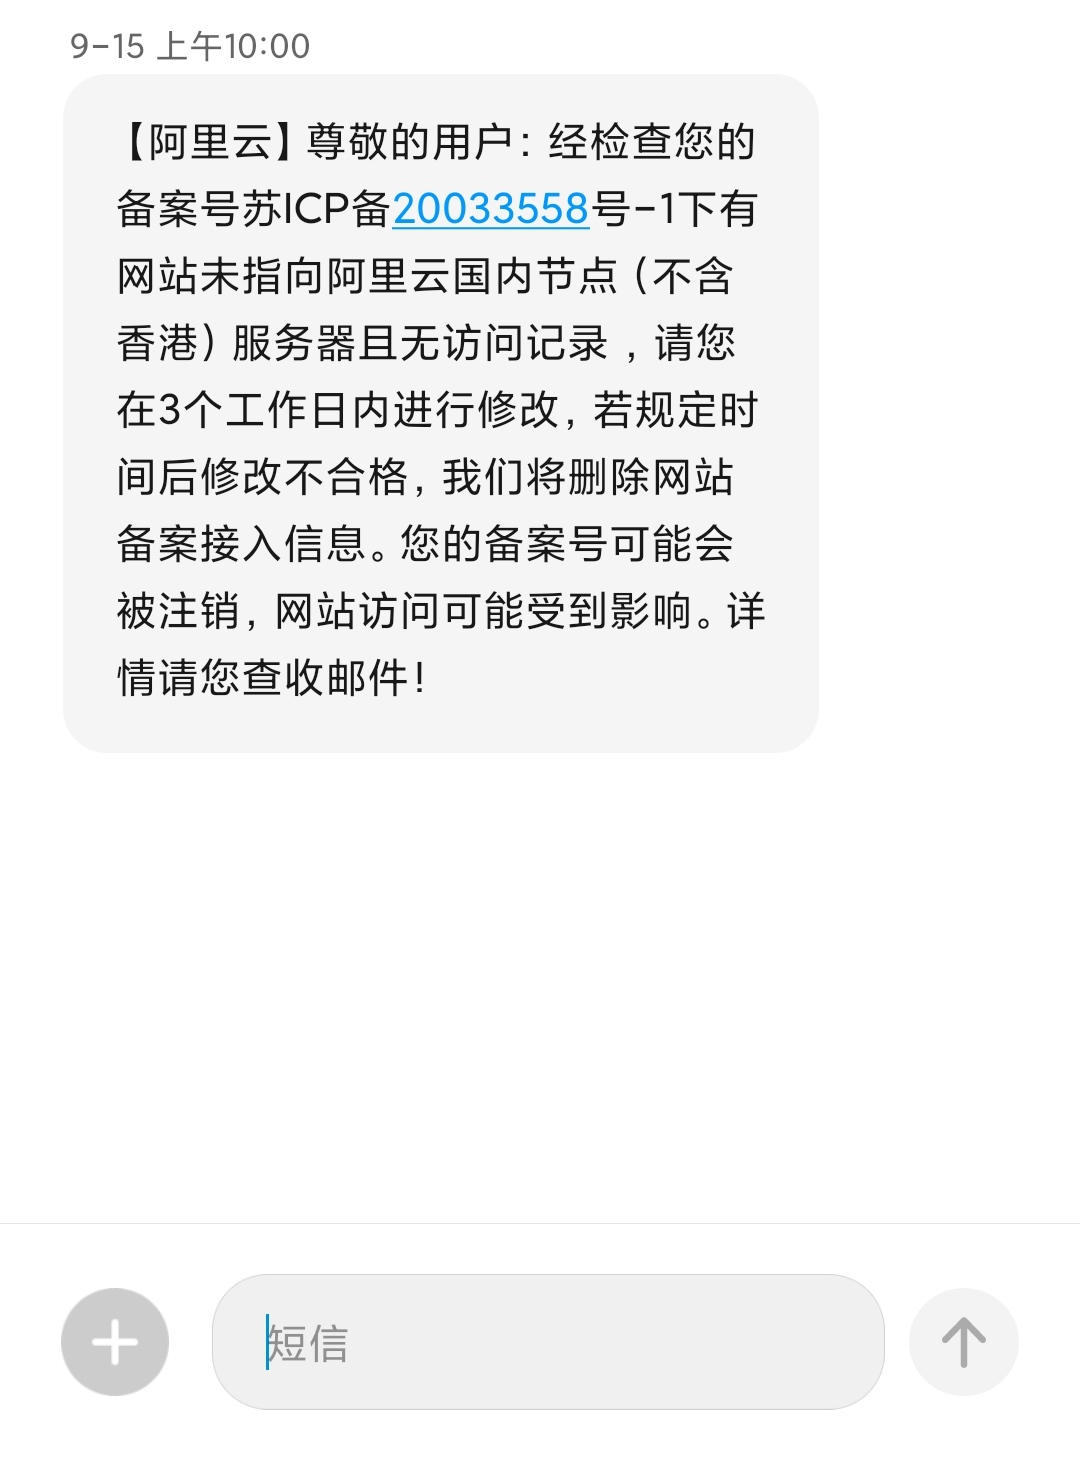 9-15 上午10:00
【阿里云】尊敬的用户：经检查您的
备案号苏ICP备20033558号-1下有
网站未指向阿里云国内节点（不含
香港）服务器且无访问记录 ，请您
在3个工作日内进行修改，若规定时
间后修改不合格，我们将删除网站
备案接入信息。您的备案号可能会
被注销，网站访问可能受到影响。详
情请您查收邮件！
短信